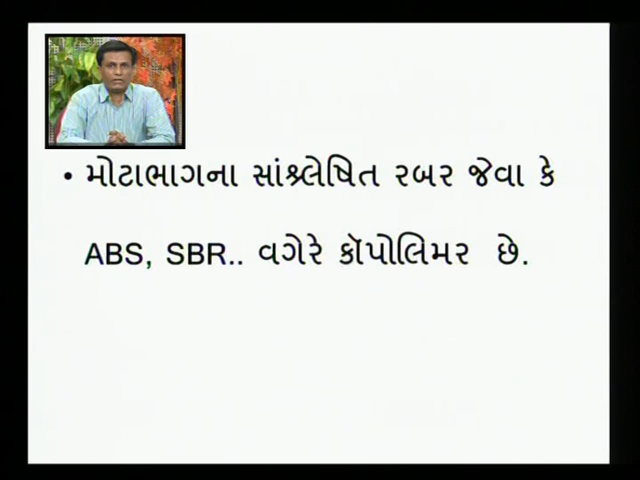 • મોટાભાગના સાંશ્લેષિત રબર જેવા કે
ABS, SBR.. વગેરે કૉપોલિમર છે.